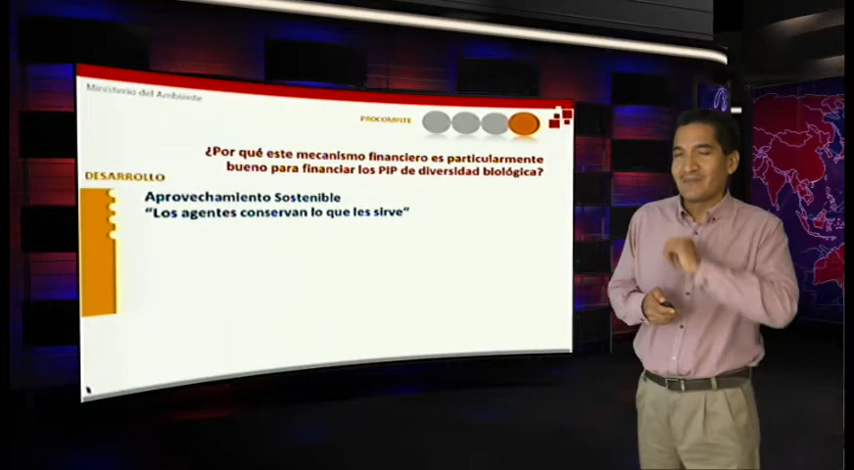 Ministerio del Ambiente
PROCOMPITE
¿Por qué este mecanismo financiero es particularmente
bueno para financiar los PIP de diversidad biológica?
DESARROLLO
Aprovechamiento Sostenible
“Los agentes conservan lo que les sirve”